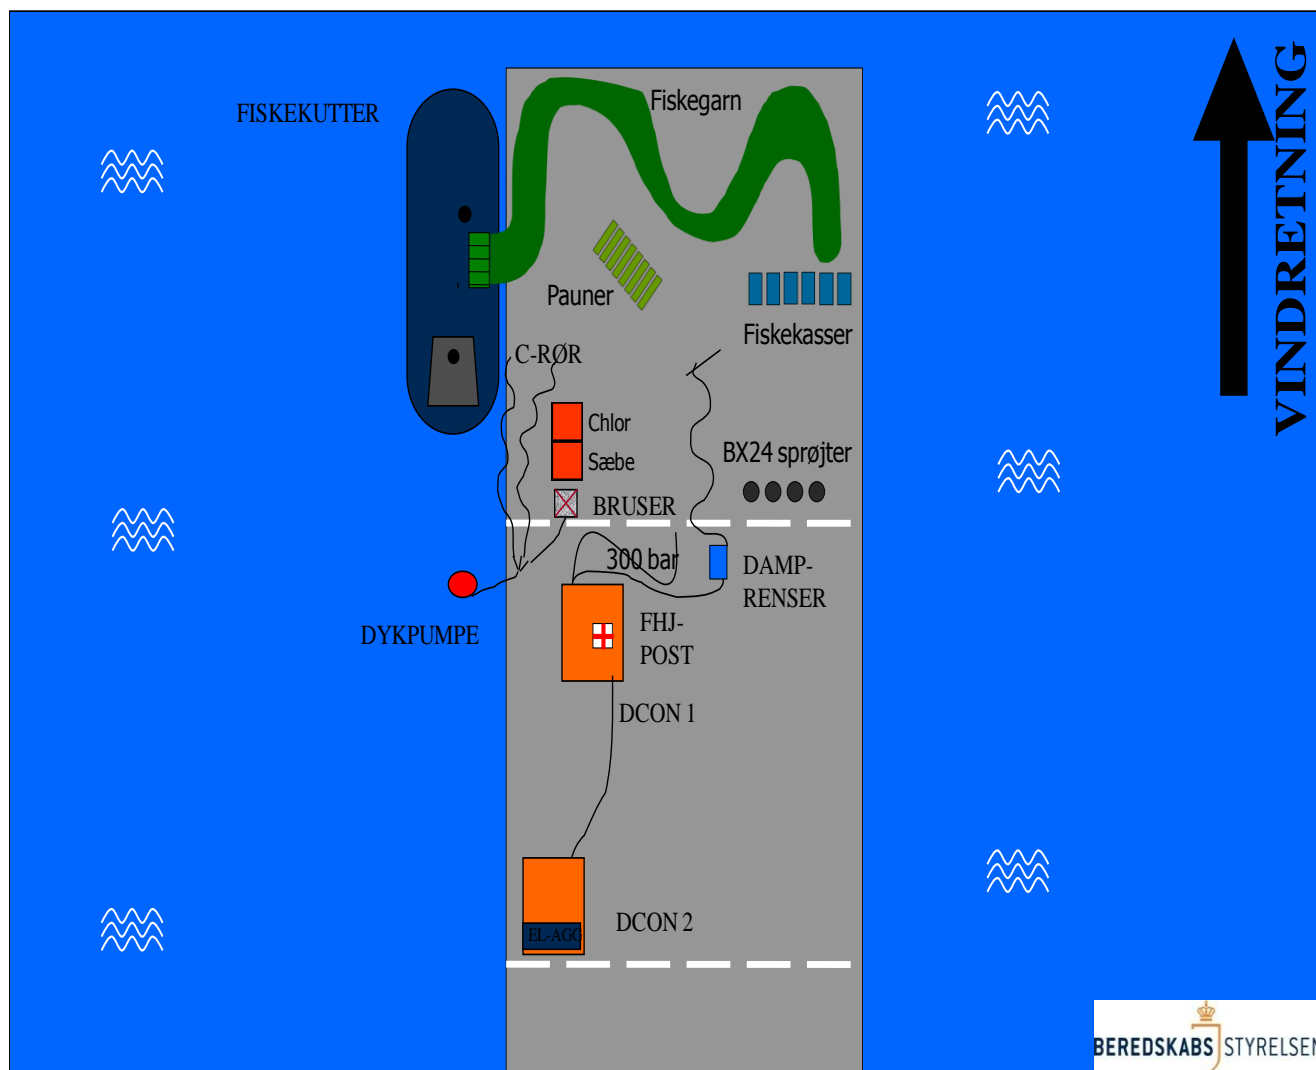 FISKEKUTTER
Fiskegarn
VINDRETNING
Pauner
Fiskekasser
C-RØR
Chlor
Sæbe
BX24 sprøjter
BRUSER
300 bar
DAMP-
RENSER
DYKPUMPE
FHJ-
POST
DCON 1
DCON 2
EL-AGG
BEREDSKABS STYRELSEN